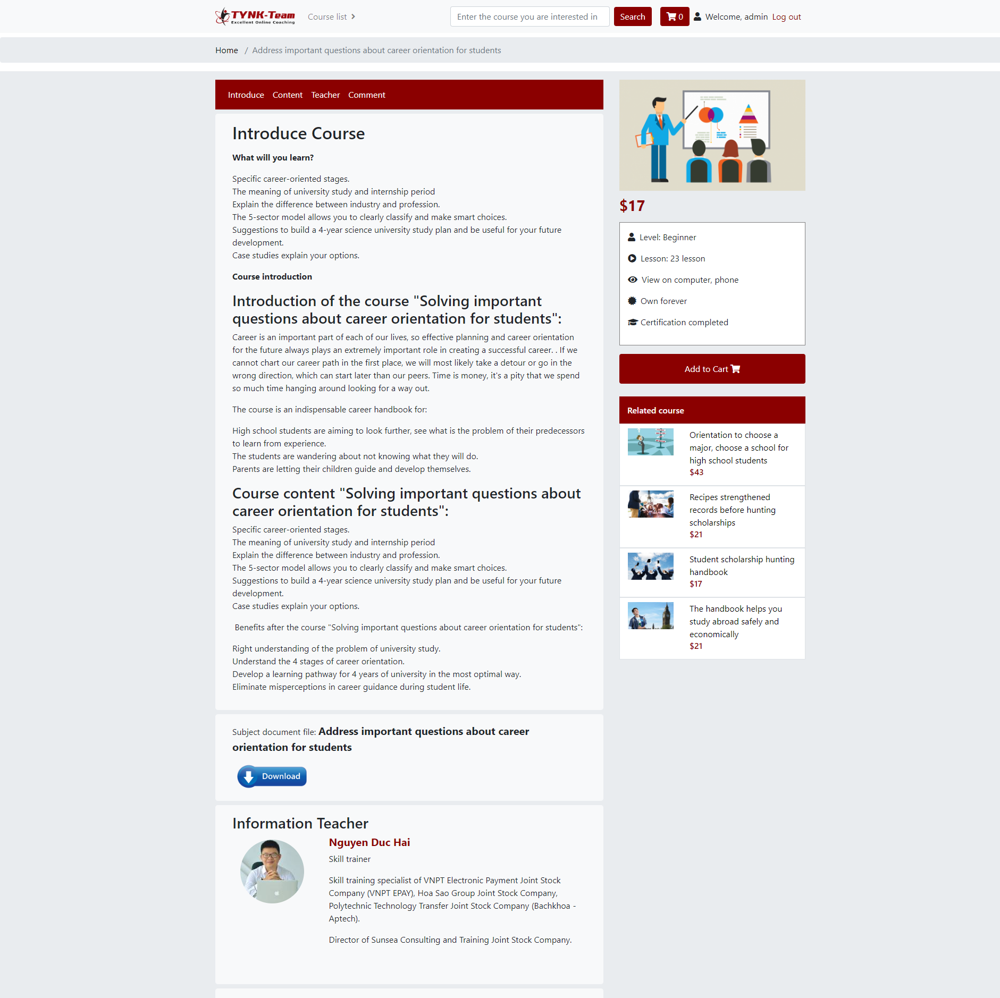 TYNK-Team
Excellent Online Coaching
Course list
Enter the course you are interested in
Search
0
Welcome, admin
Log out
Home / Address important questions about career orientation for students
Introduce Content Teacher Comment
Introduce Course
What will you learn?
Specific career-oriented stages.
The meaning of university study and internship period
Explain the difference between industry and profession.
The 5-sector model allows you to clearly classify and make smart choices.
Suggestions to build a 4-year science university study plan and be useful for your future
development.
Case studies explain your options.
Course introduction
Introduction of the course "Solving important
questions about career orientation for students":
Career is an important part of each of our lives, so effective planning and career orientation
for the future always plays an extremely important role in creating a successful career. . If we
cannot chart our career path in the first place, we will most likely take a detour or go in the
wrong direction, which can start later than our peers. Time is money, it's a pity that we spend
so much time hanging around looking for a way out.
The course is an indispensable career handbook for:
High school students are aiming to look further, see what is the problem of their predecessors
to learn from experience.
The students are wandering about not knowing what they will do.
Parents are letting their children guide and develop themselves.
Course content "Solving important questions about
career orientation for students":
Specific career-oriented stages.
The meaning of university study and internship period
Explain the difference between industry and profession.
The 5-sector model allows you to clearly classify and make smart choices.
Suggestions to build a 4-year science university study plan and be useful for your future
development.
Case studies explain your options.
Benefits after the course "Solving important questions about career orientation for students":
Right understanding of the problem of university study.
Understand the 4 stages of career orientation.
Develop a learning pathway for 4 years of university in the most optimal way.
Eliminate misperceptions in career guidance during student life.
Subject document file: Address important questions about career
orientation for students
Download
Information Teacher
Nguyen Duc Hai
Skill trainer
Skill training specialist of VNPT Electronic Payment Joint Stock
Company (VNPT EPAY), Hoa Sao Group Joint Stock Company,
Polytechnic Technology Transfer Joint Stock Company (Bachkhoa -
Aptech).
Director of Sunsea Consulting and Training Joint Stock Company.
$17
Level: Beginner
Lesson: 23 lesson
View on computer, phone
Own forever
Certification completed
Add to Cart
Related course
Orientation to choose a
major, choose a school for
high school students
$43
Recipes strengthened
records before hunting
scholarships
$21
Student scholarship hunting
handbook
$17
The handbook helps you
study abroad safely and
economically
$21